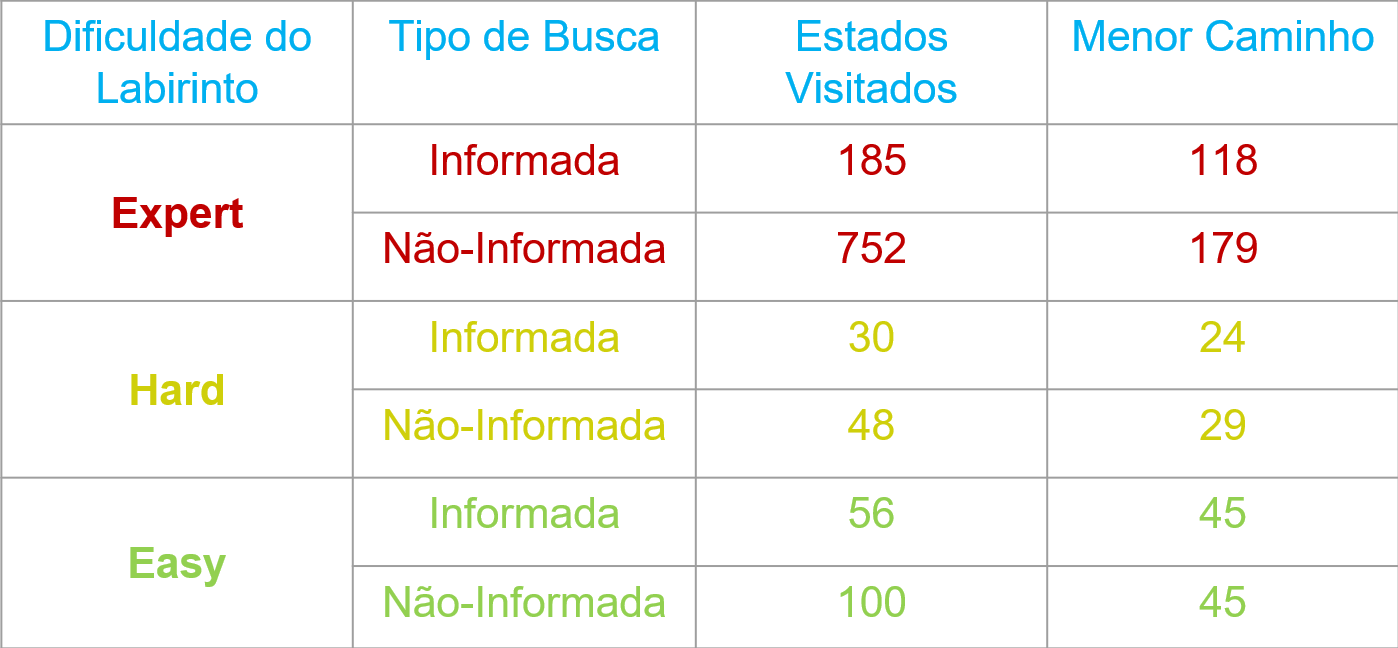 Dificuldade do Labirinto Tipo de Busca Estados Visitados Menor Caminho
Expert Informada 185 118
Não-Informada 752 179
Hard Informada 30 24
Não-Informada 48 29
Easy Informada 56 45
Não-Informada 100 45